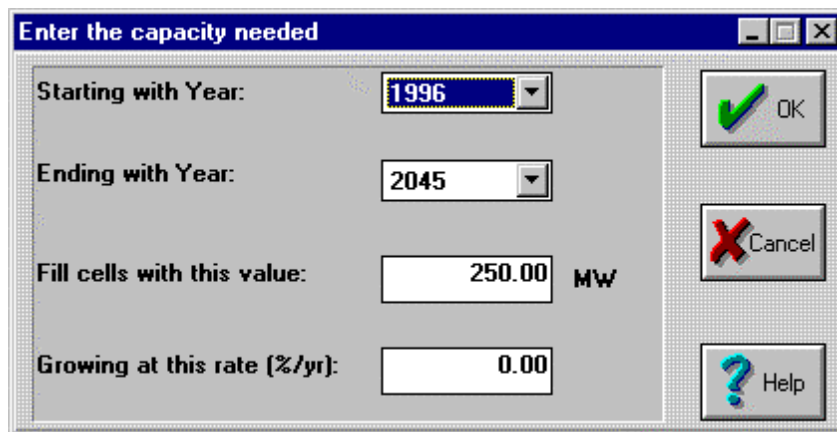 Enter the capacity needed
Starting with Year: 1996
OK
Ending with Year: 2045
Cancel
Fill cells with this value: 250.00 MW
Growing at this rate (%/yr): 0.00
Help